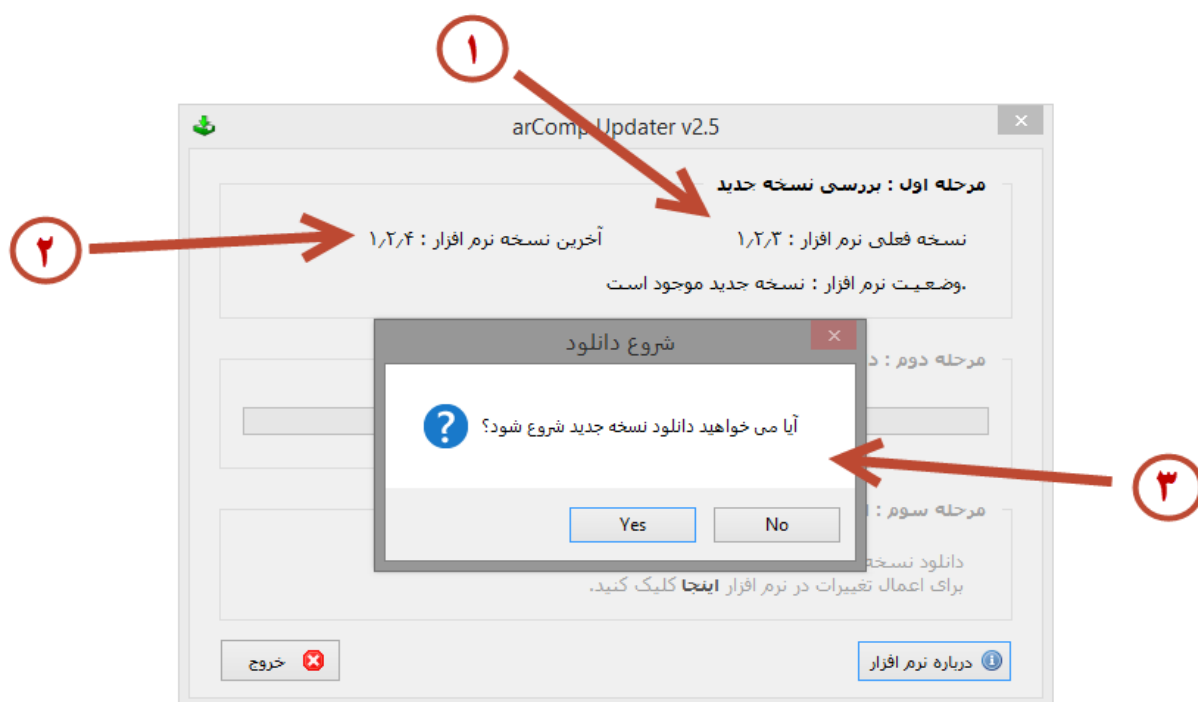 ۱
arComp Updater v2.5
مرحله اول : بررسی نسخه جدید
نسخه فعلی نرم افزار : ۱٫۲٫۳
آخرین نسخه نرم افزار : ۱٫۲٫۴
۲
وضعیت نرم افزار : نسخه جدید موجود است.
شروع دانلود
مرحله دوم :
آیا می خواهید دانلود نسخه جدید شروع شود؟
۳
Yes
No
مرحله سوم :
دانلود نسخه
برای اعمال تغییرات در نرم افزار اینجا کلیک کنید.
درباره نرم افزار
خروج